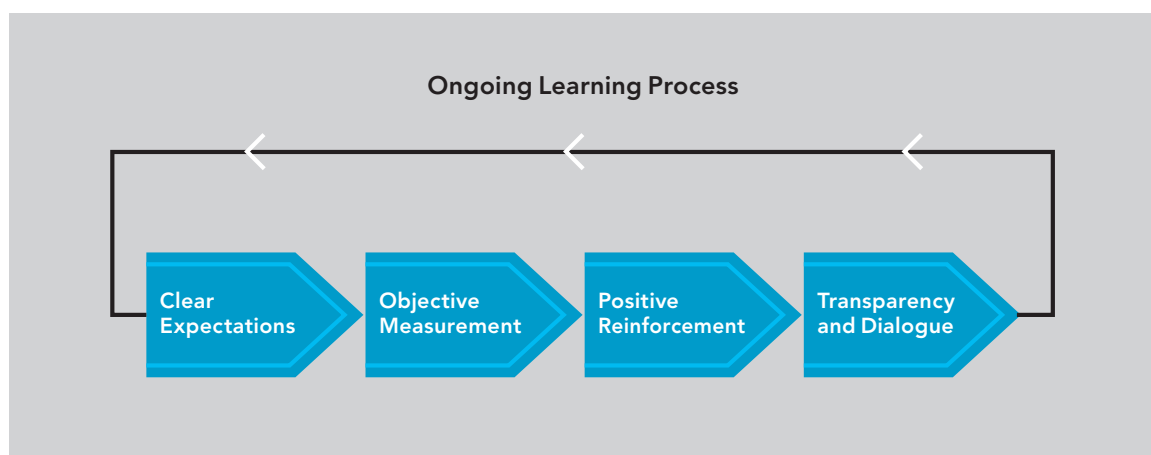 Ongoing Learning Process
Clear
Expectations
Objective
Measurement
Positive
Reinforcement
Transparency
and Dialogue